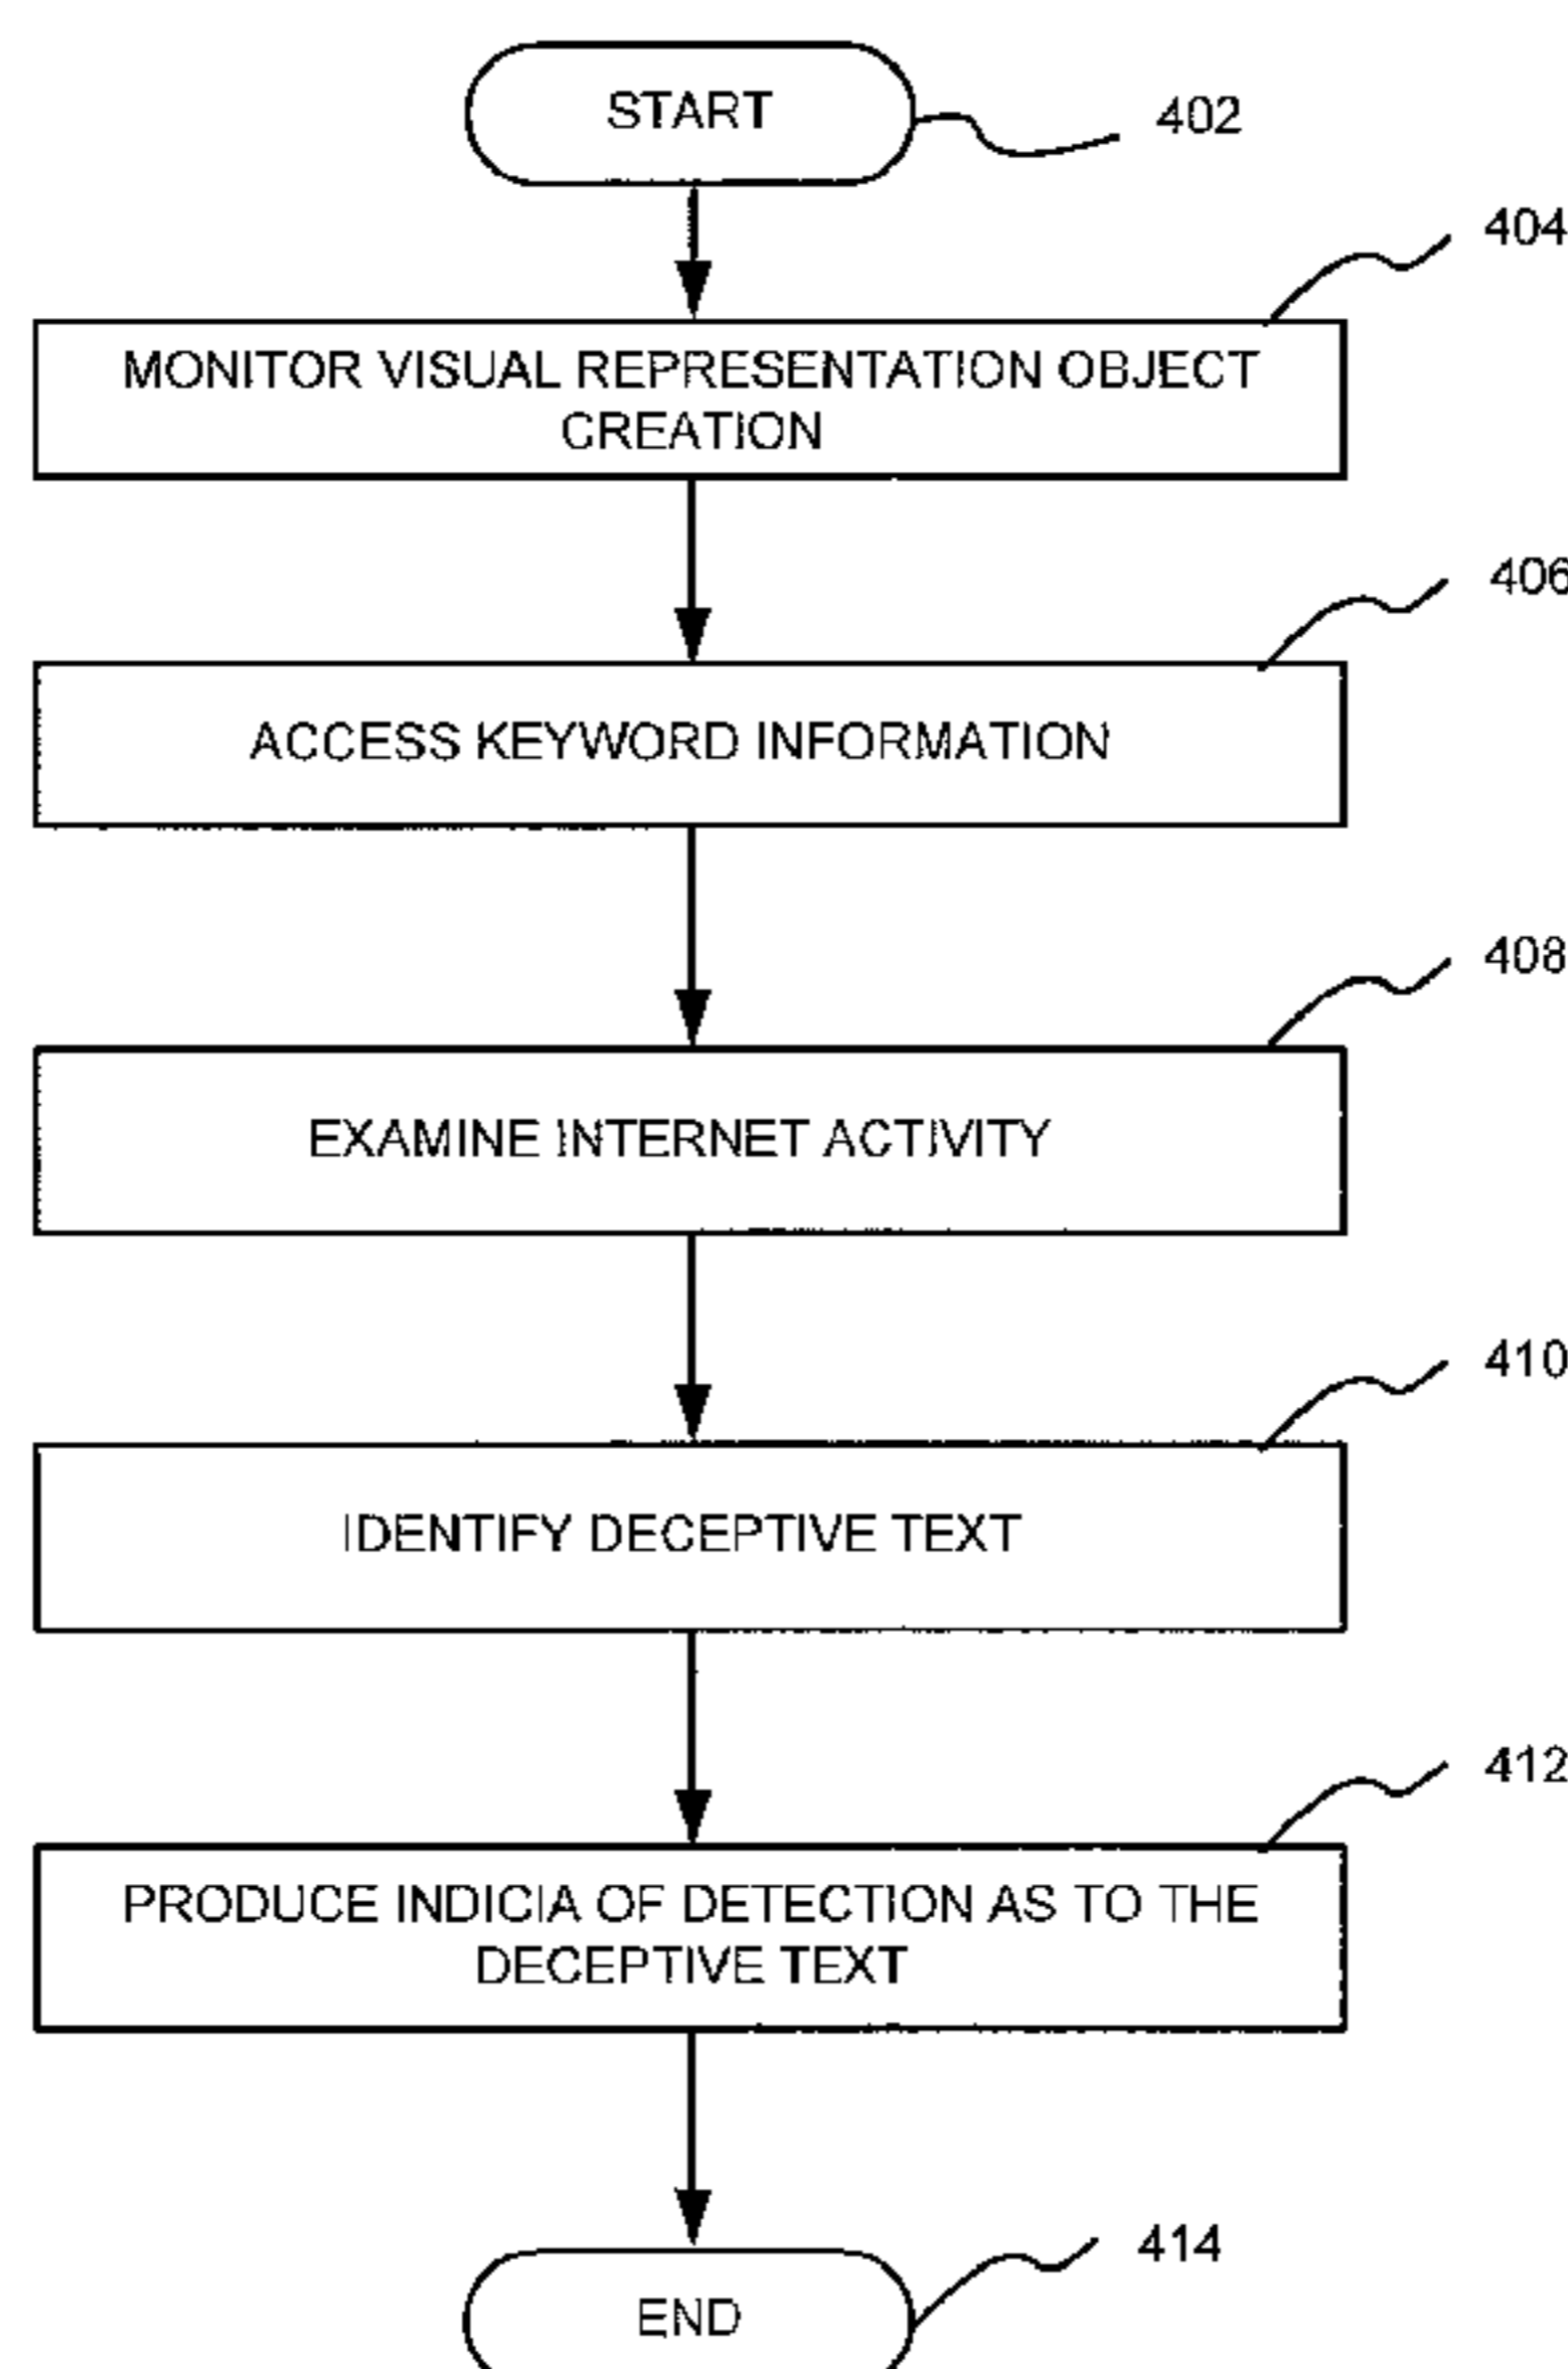 START
402
404
MONITOR VISUAL REPRESENTATION OBJECT
CREATION
406
ACCESS KEYWORD INFORMATION
408
EXAMINE INTERNET ACTIVITY
410
IDENTIFY DECEPTIVE TEXT
412
PRODUCE INDICIA OF DETECTION AS TO THE
DECEPTIVE TEXT
414
END